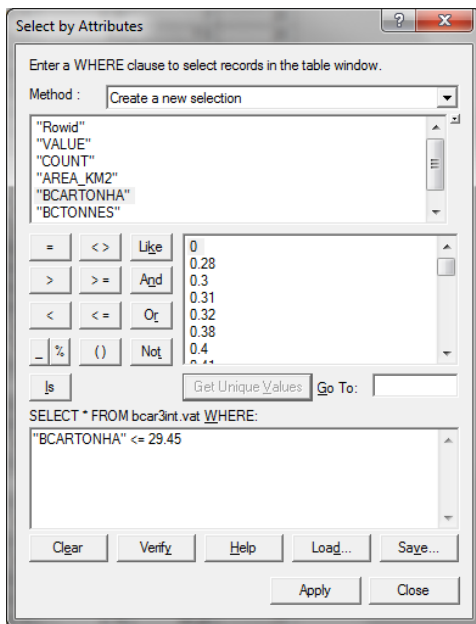 Select by Attributes
?
Enter a WHERE clause to select records in the table window.
Method : Create a new selection
"Rowid"
"VALUE"
"COUNT"
"AREA_KM2"
"BCARTONHA"
"BCTONNES"
= < > Like
> > = And
< < = Or
_ % () Not
Is
0
0.28
0.3
0.31
0.32
0.38
0.4
0.41
Get Unique Values Go To:
SELECT * FROM bcar3int.vat WHERE:
"BCARTONHA" <= 29.45
Clear Verify Help Load... Save...
Apply Close